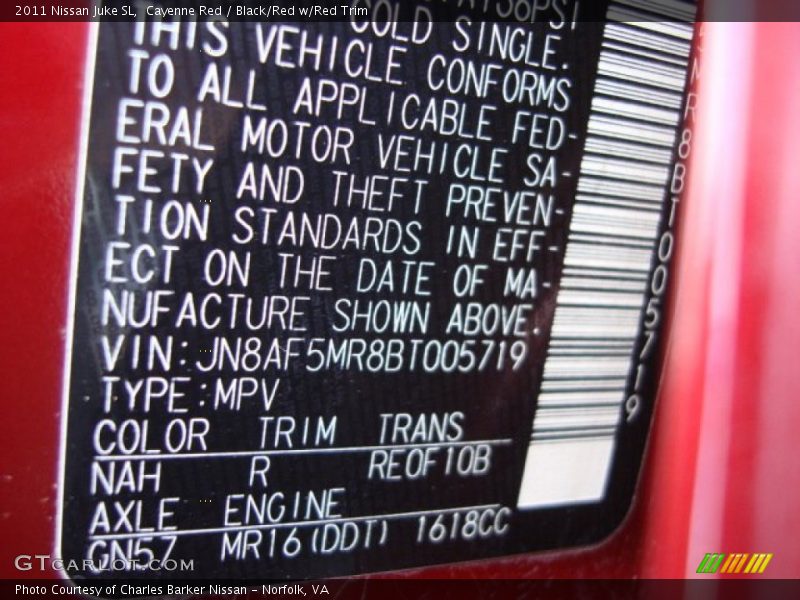 2011 Nissan Juke SL, Cayenne Red / Black/Red w/Red Trim
COLD SINGLE.
THIS VEHICLE CONFORMS
TO ALL APPLICABLE FED-
ERAL MOTOR VEHICLE SA-
FETY AND THEFT PREVEN-
TION STANDARDS IN EFF-
ECT ON THE DATE OF MA-
NUFACTURE SHOWN ABOVE.
VIN:JN8AF5MR8BT005719
TYPE:MPV
COLOR TRIM TRANS
NAH R RE0F10B
AXLE ENGINE
GN57 MR16(DDT) 1618CC
GTCARLOT.COM
Photo Courtesy of Charles Barker Nissan - Norfolk, VA